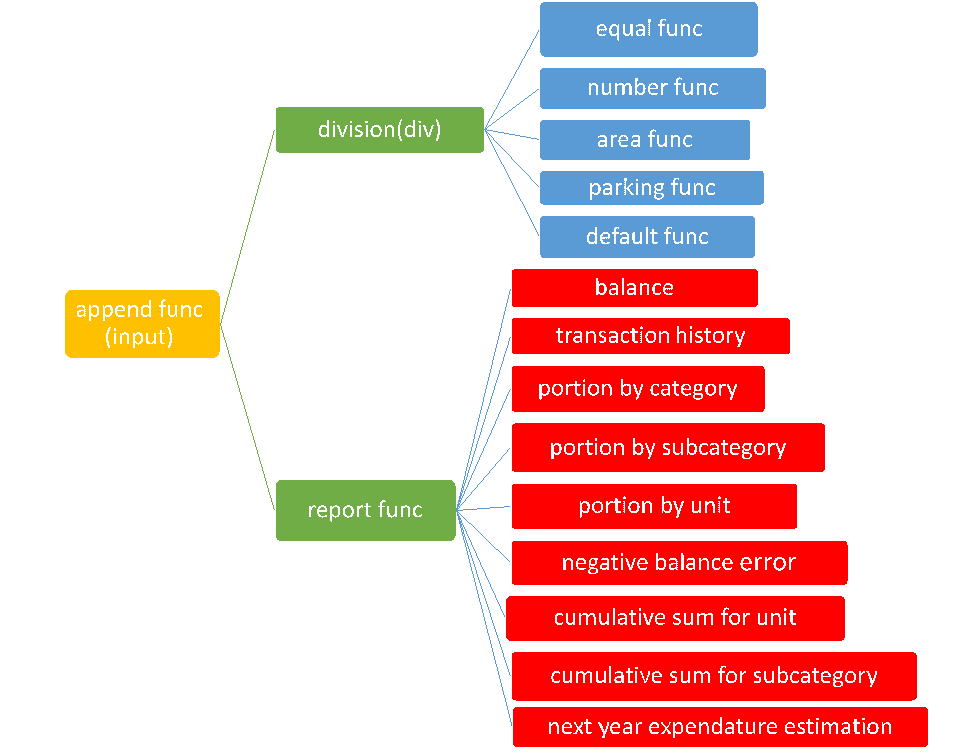 equal func
number func
division(div)
area func
parking func
default func
append func
(input)
balance
transaction history
portion by category
portion by subcategory
report func
portion by unit
negative balance error
cumulative sum for unit
cumulative sum for subcategory
next year expendature estimation